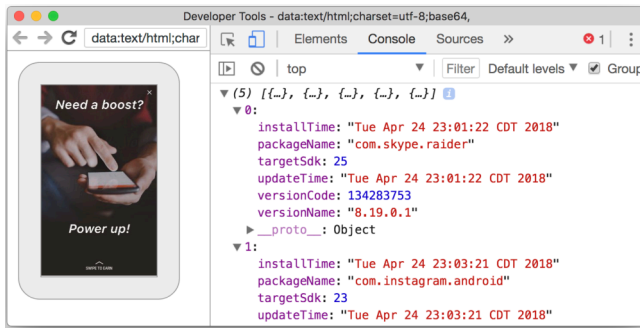 Developer Tools - data:text/html;charset=utf-8;base64,
data:text/html;char
Elements Console Sources » 1
top Filter Default levels ▼ Group
Need a boost?
Power up!
SWIPE TO EARN
(5) [{…}, {…}, {…}, {…}, {…}] i
0:
installTime: "Tue Apr 24 23:01:22 CDT 2018"
packageName: "com.skype.raider"
targetSdk: 25
updateTime: "Tue Apr 24 23:01:22 CDT 2018"
versionCode: 134283753
versionName: "8.19.0.1"
__proto__: Object
1:
installTime: "Tue Apr 24 23:03:21 CDT 2018"
packageName: "com.instagram.android"
targetSdk: 23
updateTime: "Tue Apr 24 23:03:21 CDT 2018"